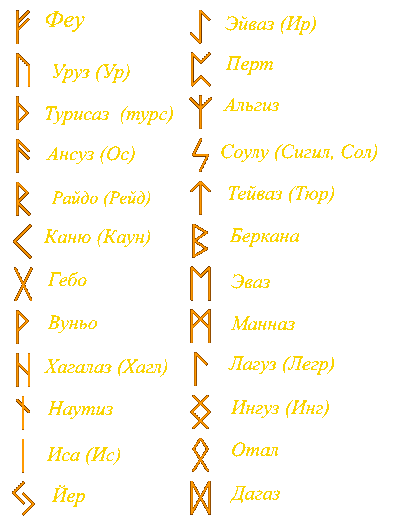 ᚠ Феу
ᚢ Уруз (Ур)
ᚦ Турисаз (турс)
ᚨ Ансуз (Ос)
ᚱ Райдо (Рейд)
ᚲ Каню (Каун)
ᚷ Гебо
ᚹ Вуньо
ᚺ Хагалаз (Хагл)
ᚾ Наутиз
ᛁ Иса (Ис)
ᛃ Йер
ᛇ Эйваз (Ир)
ᛈ Перт
ᛉ Альгиз
ᛊ Соулу (Сигил, Сол)
ᛏ Тейваз (Тюр)
ᛒ Беркана
ᛖ Эваз
ᛗ Манназ
ᛚ Лагуз (Легр)
ᛝ Ингуз (Инг)
ᛟ Отал
ᛞ Дагаз